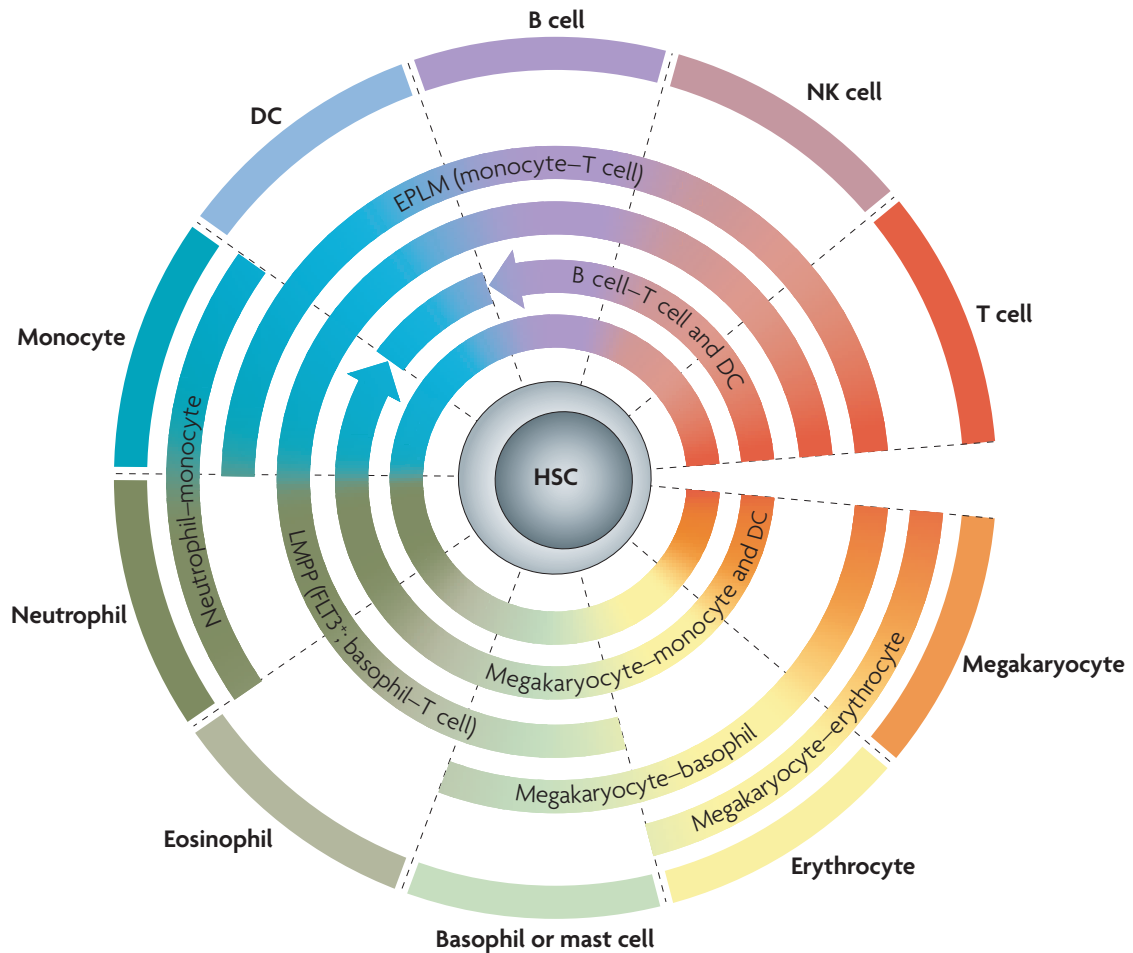 B cell
NK cell
DC
EPLM (monocyte–T cell)
B cell–T cell and DC
T cell
Monocyte
Neutrophil–monocyte
HSC
LMPP (FLT3⁺; basophil–T cell)
Megakaryocyte–monocyte and DC
Neutrophil
Megakaryocyte
Megakaryocyte–basophil
Megakaryocyte–erythrocyte
Eosinophil
Erythrocyte
Basophil or mast cell